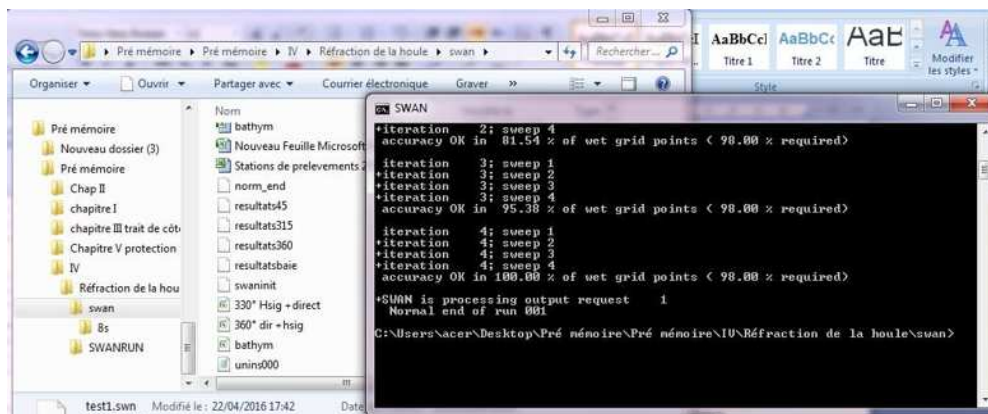 Pré mémoire ▸ Pré mémoire ▸ IV ▸ Réfraction de la houle ▸ swan ▸
Rechercher...
AaBbCcI AaBbCc AaB
Titre 1 Titre 2 Titre
Modifier les styles
Style
Organiser Ouvrir Partager avec Courrier électronique Graver »
Pré mémoire
Nouveau dossier (3)
Pré mémoire
Chap II
chapitre I
chapitre III trait de côt
Chapitre V protection
IV
Réfraction de la hou
swan
8s
SWANRUN
Nom
bathym
Nouveau Feuille Microsoft
Stations de prelevements 2
norm_end
resultats45
resultats315
resultats360
resultatsbaie
swaninit
330° Hsig +direct
360° dir +hsig
bathym
unins000
test1.swn Modifié le : 22/04/2016 17:42 Date
SWAN
+iteration 2; sweep 4
accuracy OK in 81.54 % of wet grid points ( 98.00 % required)
iteration 3; sweep 1
+iteration 3; sweep 2
+iteration 3; sweep 3
+iteration 3; sweep 4
accuracy OK in 95.38 % of wet grid points ( 98.00 % required)
iteration 4; sweep 1
+iteration 4; sweep 2
+iteration 4; sweep 3
+iteration 4; sweep 4
accuracy OK in 100.00 % of wet grid points ( 98.00 % required)
+SWAN is processing output request 1
Normal end of run 001
C:\Users\acer\Desktop\Pré mémoire\Pré mémoire\IV\Réfraction de la houle\swan>